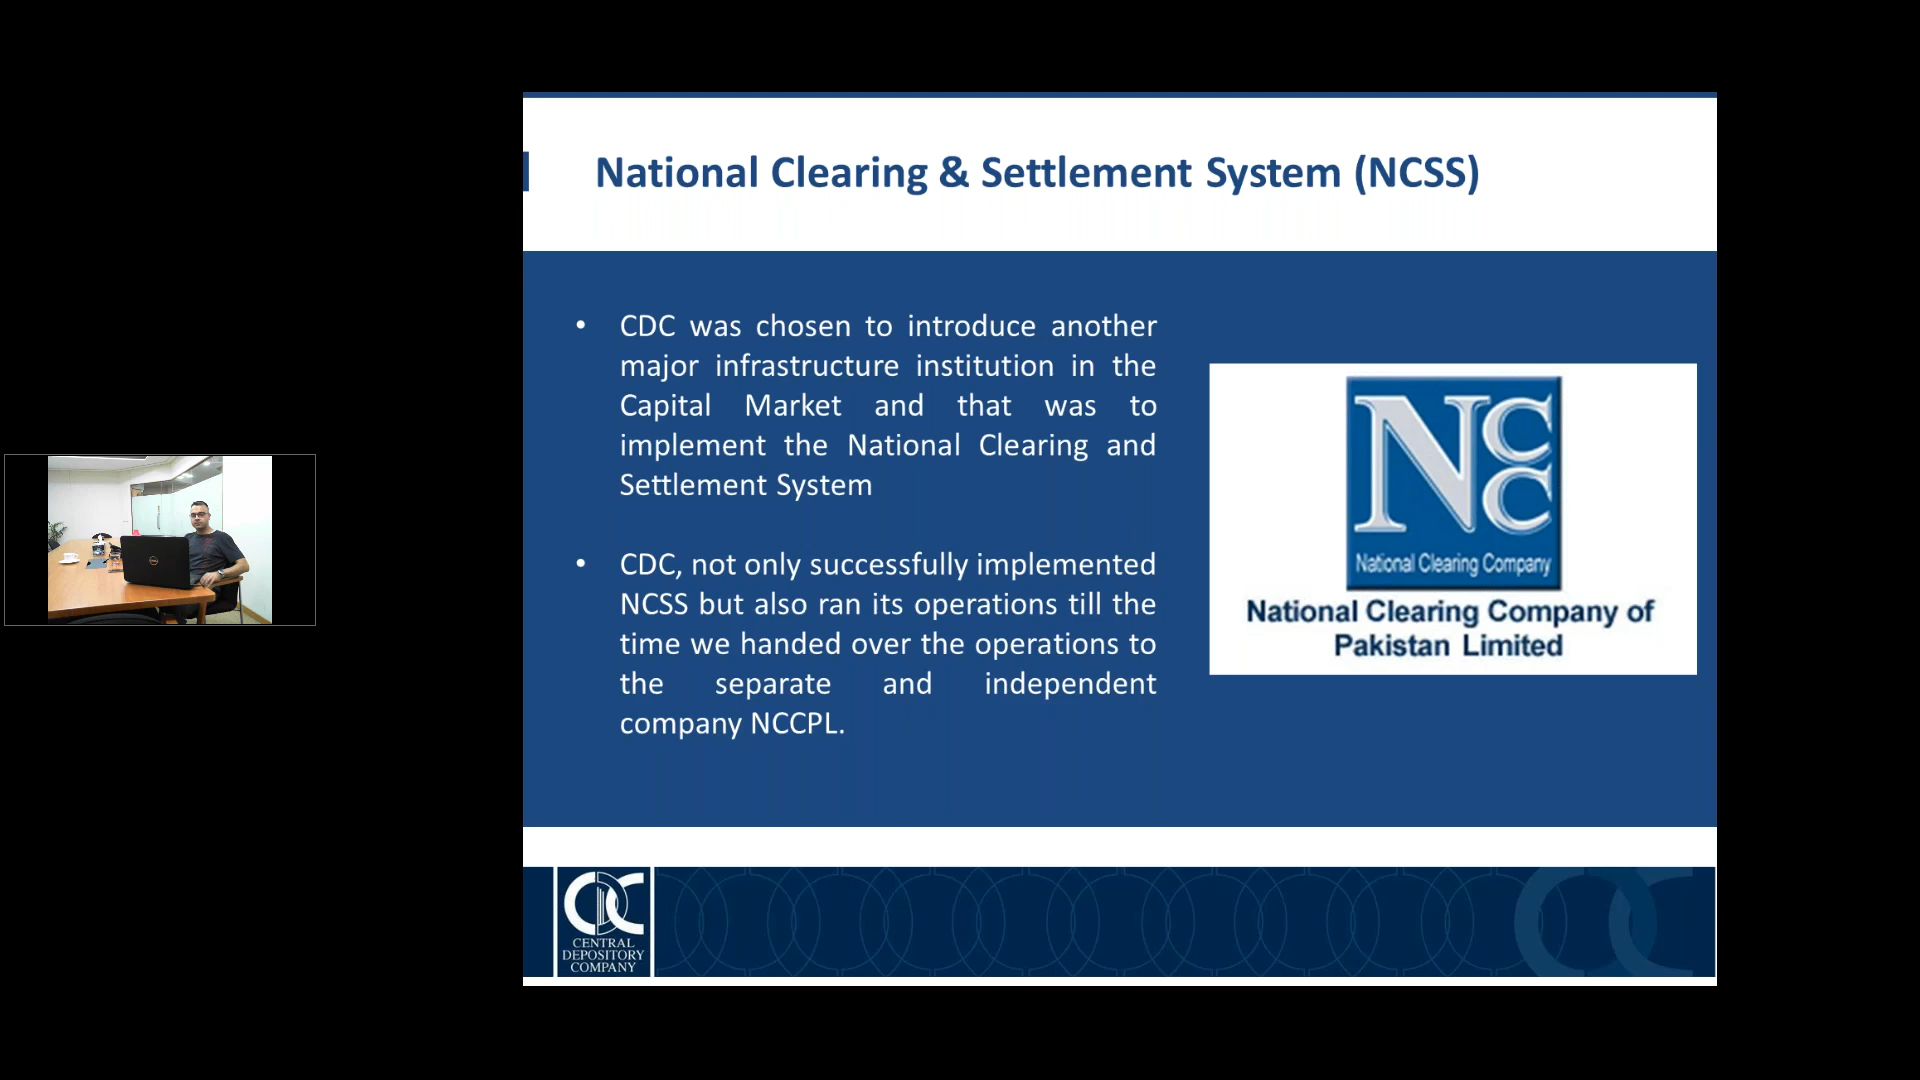 National Clearing & Settlement System (NCSS)
• CDC was chosen to introduce another
major infrastructure institution in the
Capital Market and that was to
implement the National Clearing and
Settlement System
• CDC, not only successfully implemented
NCSS but also ran its operations till the
time we handed over the operations to
the separate and independent
company NCCPL.
NCC
National Clearing Company
National Clearing Company of
Pakistan Limited
CDC
CENTRAL
DEPOSITORY
COMPANY